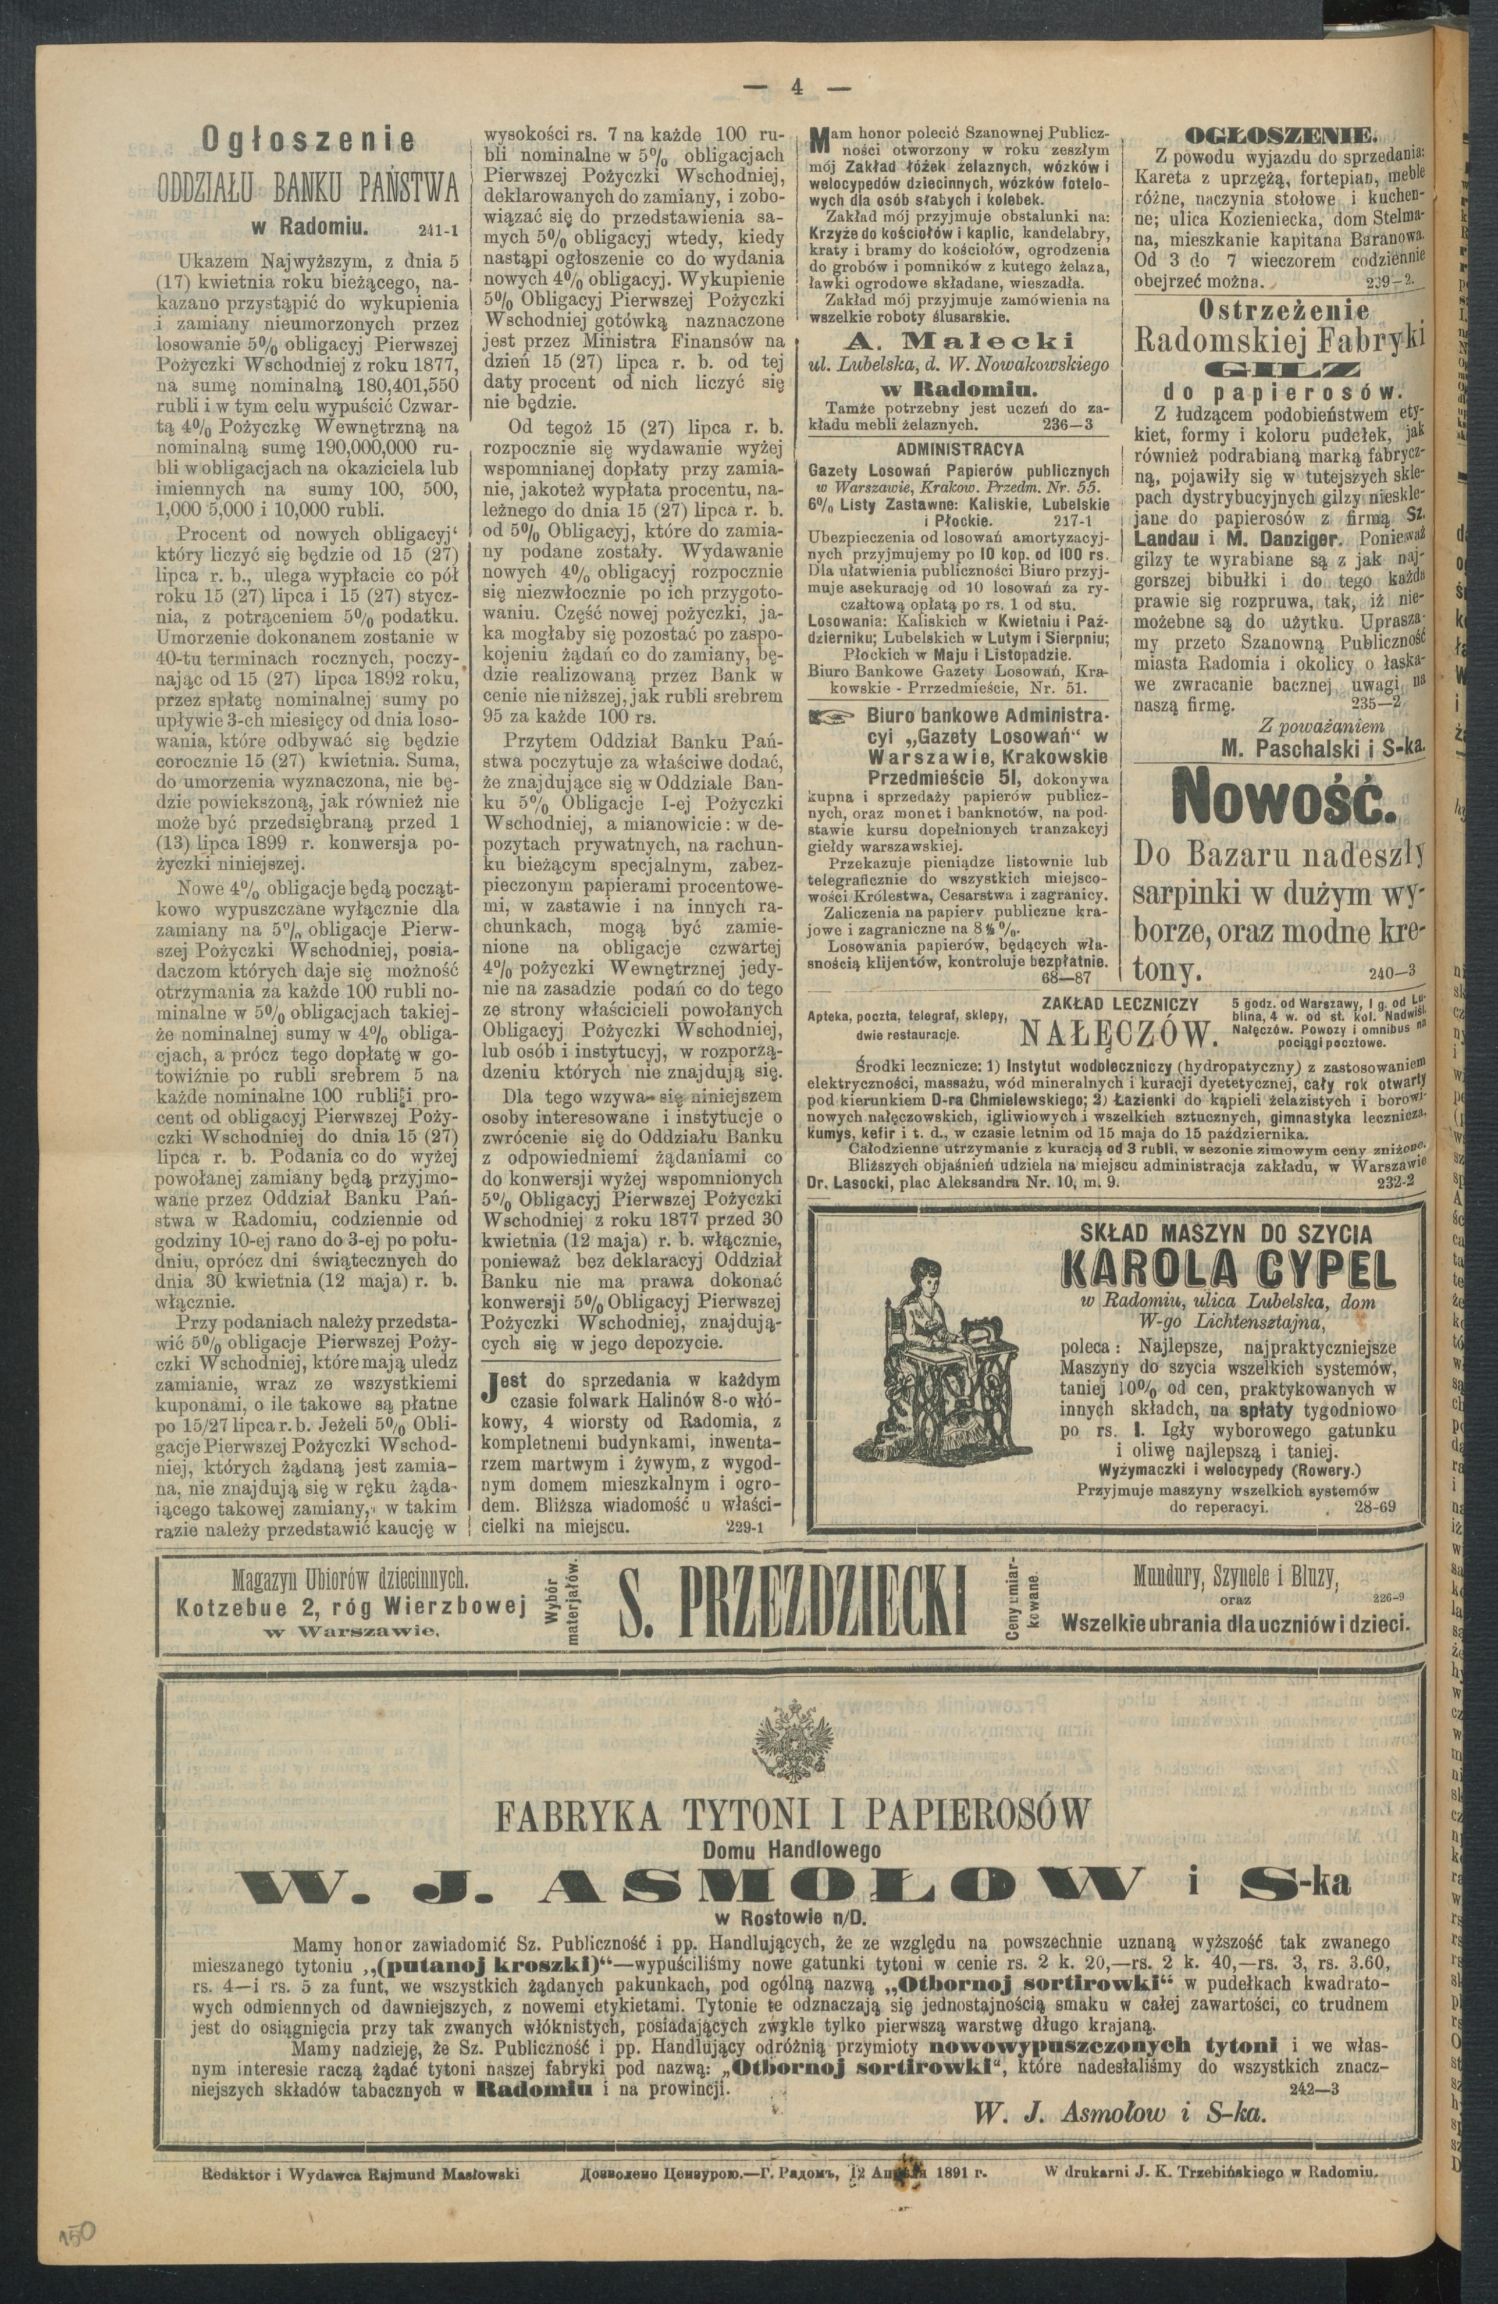 — 4 —
Ogłoszenie
ODDZIAŁU BANKU PAŃSTWA
w Radomiu. 241-1
Ukazem Najwyższym, z dnia 5
(17) kwietnia roku bieżącego, na-
kazano przystąpić do wykupienia
i zamiany nieumorzonych przez
losowanie 5% obligacyj Pierwszej
Pożyczki Wschodniej z roku 1877,
na sumę nominalną 180,401,550
rubli i w tym celu wypuścić Czwar-
tą 4% Pożyczkę Wewnętrzną na
nominalną sumę 190,000,000 ru-
bli w obligacjach na okaziciela lub
imiennych na sumy 100, 500,
1,000 5,000 i 10,000 rubli.
Procent od nowych obligacyj‘
który liczyć się będzie od 15 (27)
lipca r. b., ulega wypłacie co pół
roku 15 (27) lipca i 15 (27) stycz-
nia, z potrąceniem 5% podatku.
Umorzenie dokonanem zostanie w
40-tu terminach rocznych, poczy-
nając od 15 (27) lipca 1892 roku,
przez spłatę nominalnej sumy po
upływie 3-ch miesięcy od dnia loso-
wania, które odbywać się będzie
corocznie 15 (27) kwietnia. Suma,
do umorzenia wyznaczona, nie bę-
dzie powiekszoną, jak również nie
może być przedsiębraną przed 1
(13) lipca 1899 r. konwersja po-
życzki niniejszej.
Nowe 4% obligacje będą począt-
kowo wypuszczane wyłącznie dla
zamiany na 5% obligacje Pierw-
szej Pożyczki Wschodniej, posia-
daczom których daje się możność
otrzymania za każde 100 rubli no-
minalne w 5% obligacjach takiej-
że nominalnej sumy w 4% obliga-
cjach, a prócz tego dopłatę w go-
towiźnie po rubli srebrem 5 na
każde nominalne 100 rubli i pro-
cent od obligacyj Pierwszej Poży-
czki Wschodniej do dnia 15 (27)
lipca r. b. Podania co do wyżej
powołanej zamiany będą przyjmo-
wane przez Oddział Banku Pań-
stwa w Radomiu, codziennie od
godziny 10-ej rano do 3-ej po połu-
dniu, oprócz dni świątecznych do
dnia 30 kwietnia (12 maja) r. b.
włącznie.
Przy podaniach należy przedsta-
wić 5% obligacje Pierwszej Poży-
czki Wschodniej, które mają uledz
zamianie, wraz ze wszystkiemi
kuponami, o ile takowe są płatne
po 15/27 lipca r. b. Jeżeli 5% Obli-
gacje Pierwszej Pożyczki Wschod-
niej, których żądaną jest zamia-
na, nie znajdują się w ręku żąda-
jącego takowej zamiany, w takim
razie należy przedstawić kaucję w
wysokości rs. 7 na każde 100 ru-
bli nominalne w 5% obligacjach
Pierwszej Pożyczki Wschodniej,
deklarowanych do zamiany, i zobo-
wiązać się do przedstawienia sa-
mych 5% obligacyj wtedy, kiedy
nastąpi ogłoszenie co do wydania
nowych 4% obligacyj. Wykupienie
5% Obligacyj Pierwszej Pożyczki
Wschodniej gotówką naznaczone
jest przez Ministra Finansów na
dzień 15 (27) lipca r. b. od tej
daty procent od nich liczyć się
nie będzie.
Od tegoż 15 (27) lipca r. b.
rozpocznie się wydawanie wyżej
wspomnianej dopłaty przy zamia-
nie, jakoteż wypłata procentu, na-
leżnego do dnia 15 (27) lipca r. b.
od 5% Obligacyj, które do zamia-
ny podane zostały. Wydawanie
nowych 4% obligacyj rozpocznie
się niezwłocznie po ich przygoto-
waniu. Część nowej pożyczki, ja-
ka mogłaby się pozostać po zaspo-
kojeniu żądań co do zamiany, bę-
dzie realizowaną przez Bank w
cenie nie niższej, jak rubli srebrem
95 za każde 100 rs.
Przytem Oddział Banku Pań-
stwa poczytuje za właściwe dodać,
że znajdujące się w Oddziale Ban-
ku 5% Obligacje I-ej Pożyczki
Wschodniej, a mianowicie: w de-
pozytach prywatnych, na rachun-
ku bieżącym specjalnym, zabez-
pieczonym papierami procentowe-
mi, w zastawie i na innych ra-
chunkach, mogą być zamie-
nione na obligacje czwartej
4% pożyczki Wewnętrznej jedy-
nie na zasadzie podań co do tego
ze strony właścicieli powołanych
Obligacyj Pożyczki Wschodniej,
lub osób i instytucyj, w rozporzą-
dzeniu których nie znajdują się.
Dla tego wzywa się niniejszem
osoby interesowane i instytucje o
zwrócenie się do Oddziału Banku
z odpowiedniemi żądaniami co
do konwersji wyżej wspomnionych
5% Obligacyj Pierwszej Pożyczki
Wschodniej z roku 1877 przed 30
kwietnia (12 maja) r. b. włącznie,
ponieważ bez deklaracyj Oddział
Banku nie ma prawa dokonać
konwersji 5% Obligacyj Pierwszej
Pożyczki Wschodniej, znajdują-
cych się w jego depozycie.
Jest do sprzedania w każdym
czasie folwark Halinów 8-o włó-
kowy, 4 wiorsty od Radomia, z
kompletnemi budynkami, inwenta-
rzem martwym i żywym, z wygod-
nym domem mieszkalnym i ogro-
dem. Bliższa wiadomość u właści-
cielki na miejscu. 229-1
Mam honor polecić Szanownej Publicz-
ności otworzony w roku zeszłym
mój Zakład łóżek żelaznych, wózków i
welocypedów dziecinnych, wózków fotelo-
wych dla osób słabych i kolebek.
Zakład mój przyjmuje obstalunki na:
Krzyże do kościołów i kaplic, kandelabry,
kraty i bramy do kościołów, ogrodzenia
do grobów i pomników z kutego żelaza,
ławki ogrodowe składane, wieszadła.
Zakład mój przyjmuje zamówienia na
wszelkie roboty ślusarskie.
A. Małecki
ul. Lubelska, d. W. Nowakowskiego
w Radomiu.
Tamże potrzebny jest uczeń do za-
kładu mebli żelaznych. 236—3
ADMINISTRACYA
Gazety Losowań Papierów publicznych
w Warszawie, Krakow. Przedm. Nr. 55.
6% Listy Zastawne: Kaliskie, Lubelskie
i Płockie. 217-1
Ubezpieczenia od losowań amortyzacyj-
nych przyjmujemy po 10 kop. od 100 rs.
Dla ułatwienia publiczności Biuro przyj-
muje asekurację od 10 losowań za ry-
czałtową opłatą po rs. 1 od stu.
Losowania: Kaliskich w Kwietniu i Paź-
dzierniku; Lubelskich w Lutym i Sierpniu;
Płockich w Maju i Listopadzie.
Biuro Bankowe Gazety Losowań, Kra-
kowskie - Prrzedmieście, Nr. 51.
Biuro bankowe Administra-
cyi „Gazety Losowań“ w
Warszawie, Krakowskie
Przedmieście 51, dokonywa
kupna i sprzedaży papierów publicz-
nych, oraz monet i banknotów, na pod-
stawie kursu dopełnionych tranzakcyj
giełdy warszawskiej.
Przekazuje pieniądze listownie lub
telegraficznie do wszystkich miejsco-
wości Królestwa, Cesarstwa i zagranicy.
Zaliczenia na papiery publiczne kra-
jowe i zagraniczne na 8½%.
Losowania papierów, będących wła-
snością klijentów, kontroluje bezpłatnie.
68—87
OGŁOSZENIE.
Z powodu wyjazdu do sprzedania:
Kareta z uprzężą, fortepian, meble
różne, naczynia stołowe i kuchen-
ne; ulica Kozieniecka, dom Stelma-
na, mieszkanie kapitana Baranowa.
Od 3 do 7 wieczorem codziennie
obejrzeć można. 239—2.
Ostrzeżenie
Radomskiej Fabryki
GILZ
do papierosów.
Z łudzącem podobieństwem ety-
kiet, formy i koloru pudełek, jak
również podrabianą marką fabrycz-
ną, pojawiły się w tutejszych skle-
pach dystrybucyjnych gilzy nieskle-
jane do papierosów z firmą Sz.
Landau i M. Danziger. Ponieważ
gilzy te wyrabiane są z jak naj-
gorszej bibułki i do tego każda
prawie się rozpruwa, tak, iż nie-
możebne są do użytku. Uprasza-
my przeto Szanowną Publiczność
miasta Radomia i okolicy o łaska-
we zwracanie bacznej uwagi na
naszą firmę. 235—2
Z poważaniem
M. Paschalski i S-ka.
Nowość.
Do Bazaru nadeszły
sarpinki w dużym wy-
borze, oraz modne kre-
tony. 240—3
Apteka, poczta, telegraf, sklepy,
dwie restauracje.
ZAKŁAD LECZNICZY
NAŁĘCZÓW.
5 godz. od Warszawy, 1 g. od Lu-
blina, 4 w. od st. kol. Nadwiśl.
Nałęczów. Powozy i omnibus na
pociągi pocztowe.
Środki lecznicze: 1) Instytut wodoleczniczy (hydropatyczny) z zastosowaniem
elektryczności, massażu, wód mineralnych i kuracji dyetetycznej, cały rok otwarty
pod kierunkiem D-ra Chmielewskiego; 2) Łazienki do kąpieli żelazistych i borowi-
nowych nałęczowskich, igliwiowych i wszelkich sztucznych, gimnastyka lecznicza,
kumys, kefir i t. d., w czasie letnim od 15 maja do 15 października.
Całodzienne utrzymanie z kuracją od 3 rubli, w sezonie zimowym ceny zniżone.
Bliższych objaśnień udziela na miejscu administracja zakładu, w Warszawie
Dr. Lasocki, plac Aleksandra Nr. 10, m. 9. 232-2
SKŁAD MASZYN DO SZYCIA
KAROLA CYPEL
w Radomiu, ulica Lubelska, dom
W-go Lichtensztajna,
poleca: Najlepsze, najpraktyczniejsze
Maszyny do szycia wszelkich systemów,
taniej 10% od cen, praktykowanych w
innych składch, na spłaty tygodniowo
po rs. 1. Igły wyborowego gatunku
i oliwę najlepszą i taniej.
Wyżymaczki i welocypedy (Rowery.)
Przyjmuje maszyny wszelkich systemów
do reperacyi. 28-69
Magazyn Ubiorów dziecinnych.
Kotzebue 2, róg Wierzbowej
w Warszawie.
Wybór
materjałów.
S. PRZEZDZIECKI
Ceny umiar-
kowane.
Mundury, Szynele i Bluzy,
oraz 226-9
Wszelkie ubrania dla uczniów i dzieci.
FABRYKA TYTONI I PAPIEROSÓW
Domu Handlowego
W. J. ASMOŁOW i S-ka
w Rostowie n/D.
Mamy honor zawiadomić Sz. Publiczność i pp. Handlujących, że ze względu na powszechnie uznaną wyższość tak zwanego
mieszanego tytoniu „(putanoj kroszki)“—wypuściliśmy nowe gatunki tytoni w cenie rs. 2 k. 20,—rs. 2 k. 40,—rs. 3, rs. 3.60,
rs. 4—i rs. 5 za funt, we wszystkich żądanych pakunkach, pod ogólną nazwą „Otbornoj sortirowki“ w pudełkach kwadrato-
wych odmiennych od dawniejszych, z nowemi etykietami. Tytonie te odznaczają się jednostajnością smaku w całej zawartości, co trudnem
jest do osiągnięcia przy tak zwanych włóknistych, posiadających zwykle tylko pierwszą warstwę długo krajaną.
Mamy nadzieję, że Sz. Publiczność i pp. Handlujący odróżnią przymioty nowowypuszczonych tytoni i we włas-
nym interesie raczą żądać tytoni naszej fabryki pod nazwą: „Otbornoj sortirowki“, które nadesłaliśmy do wszystkich znacz-
niejszych składów tabacznych w Radomiu i na prowincji. 242—3
W. J. Asmołow i S-ka.
Redaktor i Wydawca Rajmund Masłowski Дозволено Цензурою.—Г. Радомъ, 12 Апрѣля 1891 г. W drukarni J. K. Trzebińskiego w Radomiu.
150